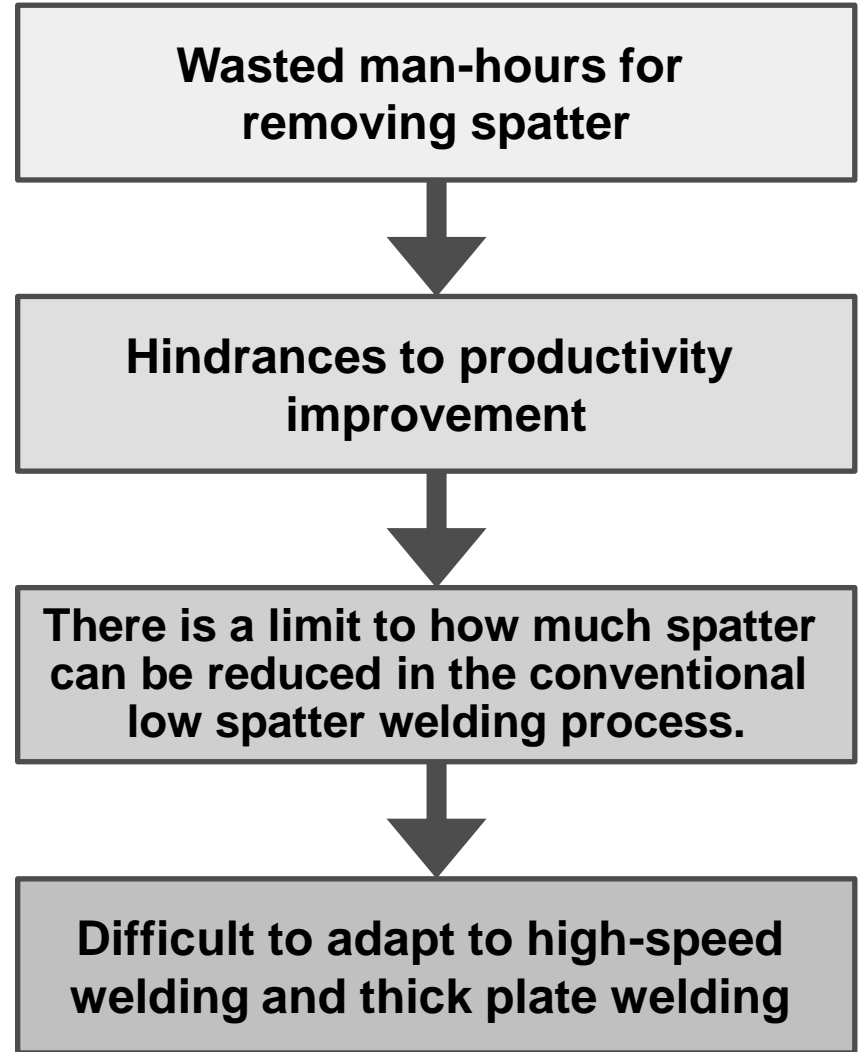 Wasted man-hours for
removing spatter
Hindrances to productivity
improvement
There is a limit to how much spatter
can be reduced in the conventional
low spatter welding process.
Difficult to adapt to high-speed
welding and thick plate welding